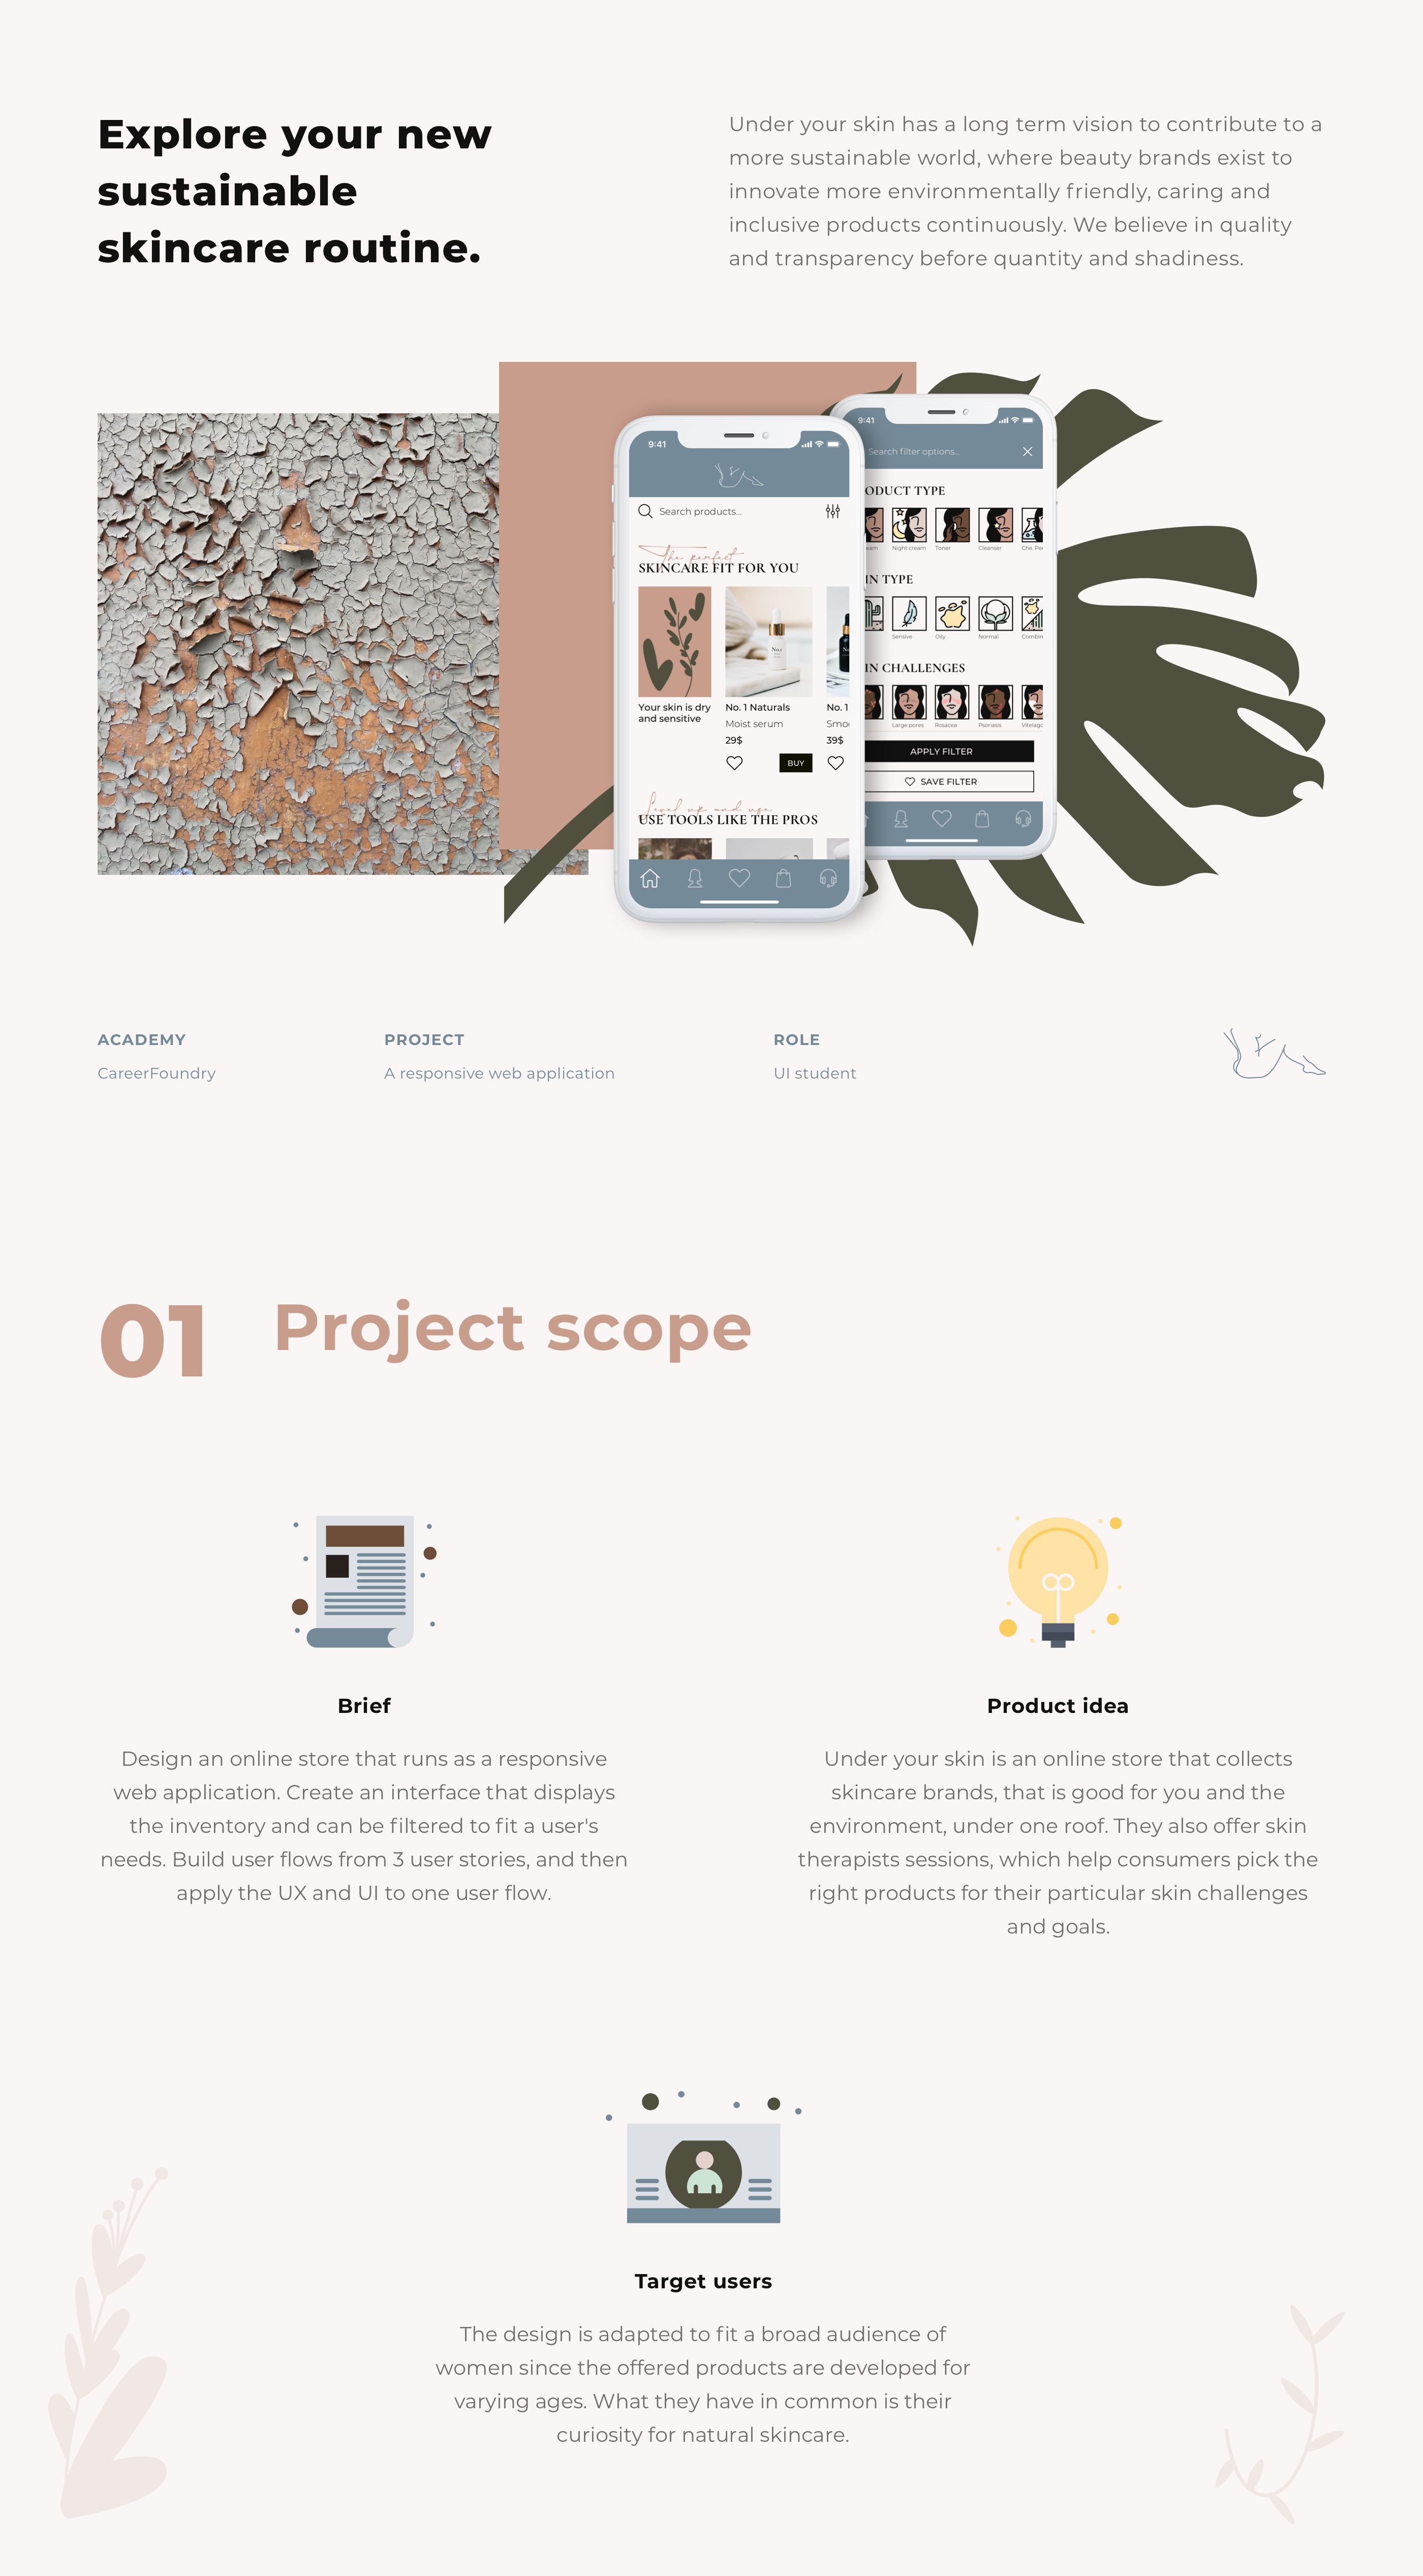 Explore your new
sustainable
skincare routine.
Under your skin has a long term vision to contribute to a
more sustainable world, where beauty brands exist to
innovate more environmentally friendly, caring and
inclusive products continuously. We believe in quality
and transparency before quantity and shadiness.
9:41
Search products...
The perfect
SKINCARE FIT FOR YOU
Your skin is dry
and sensitive
No. 1 Naturals
Moist serum
29$
BUY
No. 1
Smo
39$
Level up and use
USE TOOLS LIKE THE PROS
9:41
Search filter options...
ODUCT TYPE
Night cream
Toner
Cleanser
Che. Pe
IN TYPE
Sensive
Oily
Normal
Combin
IN CHALLENGES
Large pores
Rosacea
Psoriasis
Vitelago
APPLY FILTER
SAVE FILTER
ACADEMY
CareerFoundry
PROJECT
A responsive web application
ROLE
UI student
01 Project scope
Brief
Design an online store that runs as a responsive
web application. Create an interface that displays
the inventory and can be filtered to fit a user's
needs. Build user flows from 3 user stories, and then
apply the UX and UI to one user flow.
Product idea
Under your skin is an online store that collects
skincare brands, that is good for you and the
environment, under one roof. They also offer skin
therapists sessions, which help consumers pick the
right products for their particular skin challenges
and goals.
Target users
The design is adapted to fit a broad audience of
women since the offered products are developed for
varying ages. What they have in common is their
curiosity for natural skincare.